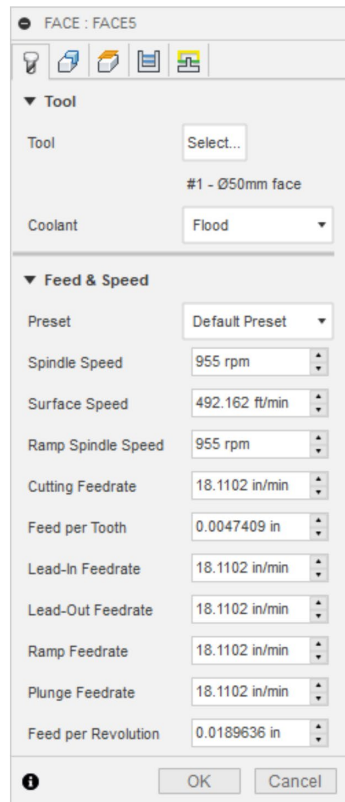 FACE : FACE5
Tool
Tool Select...
#1 - Ø50mm face
Coolant Flood
Feed & Speed
Preset Default Preset
Spindle Speed 955 rpm
Surface Speed 492.162 ft/min
Ramp Spindle Speed 955 rpm
Cutting Feedrate 18.1102 in/min
Feed per Tooth 0.0047409 in
Lead-In Feedrate 18.1102 in/min
Lead-Out Feedrate 18.1102 in/min
Ramp Feedrate 18.1102 in/min
Plunge Feedrate 18.1102 in/min
Feed per Revolution 0.0189636 in
OK Cancel